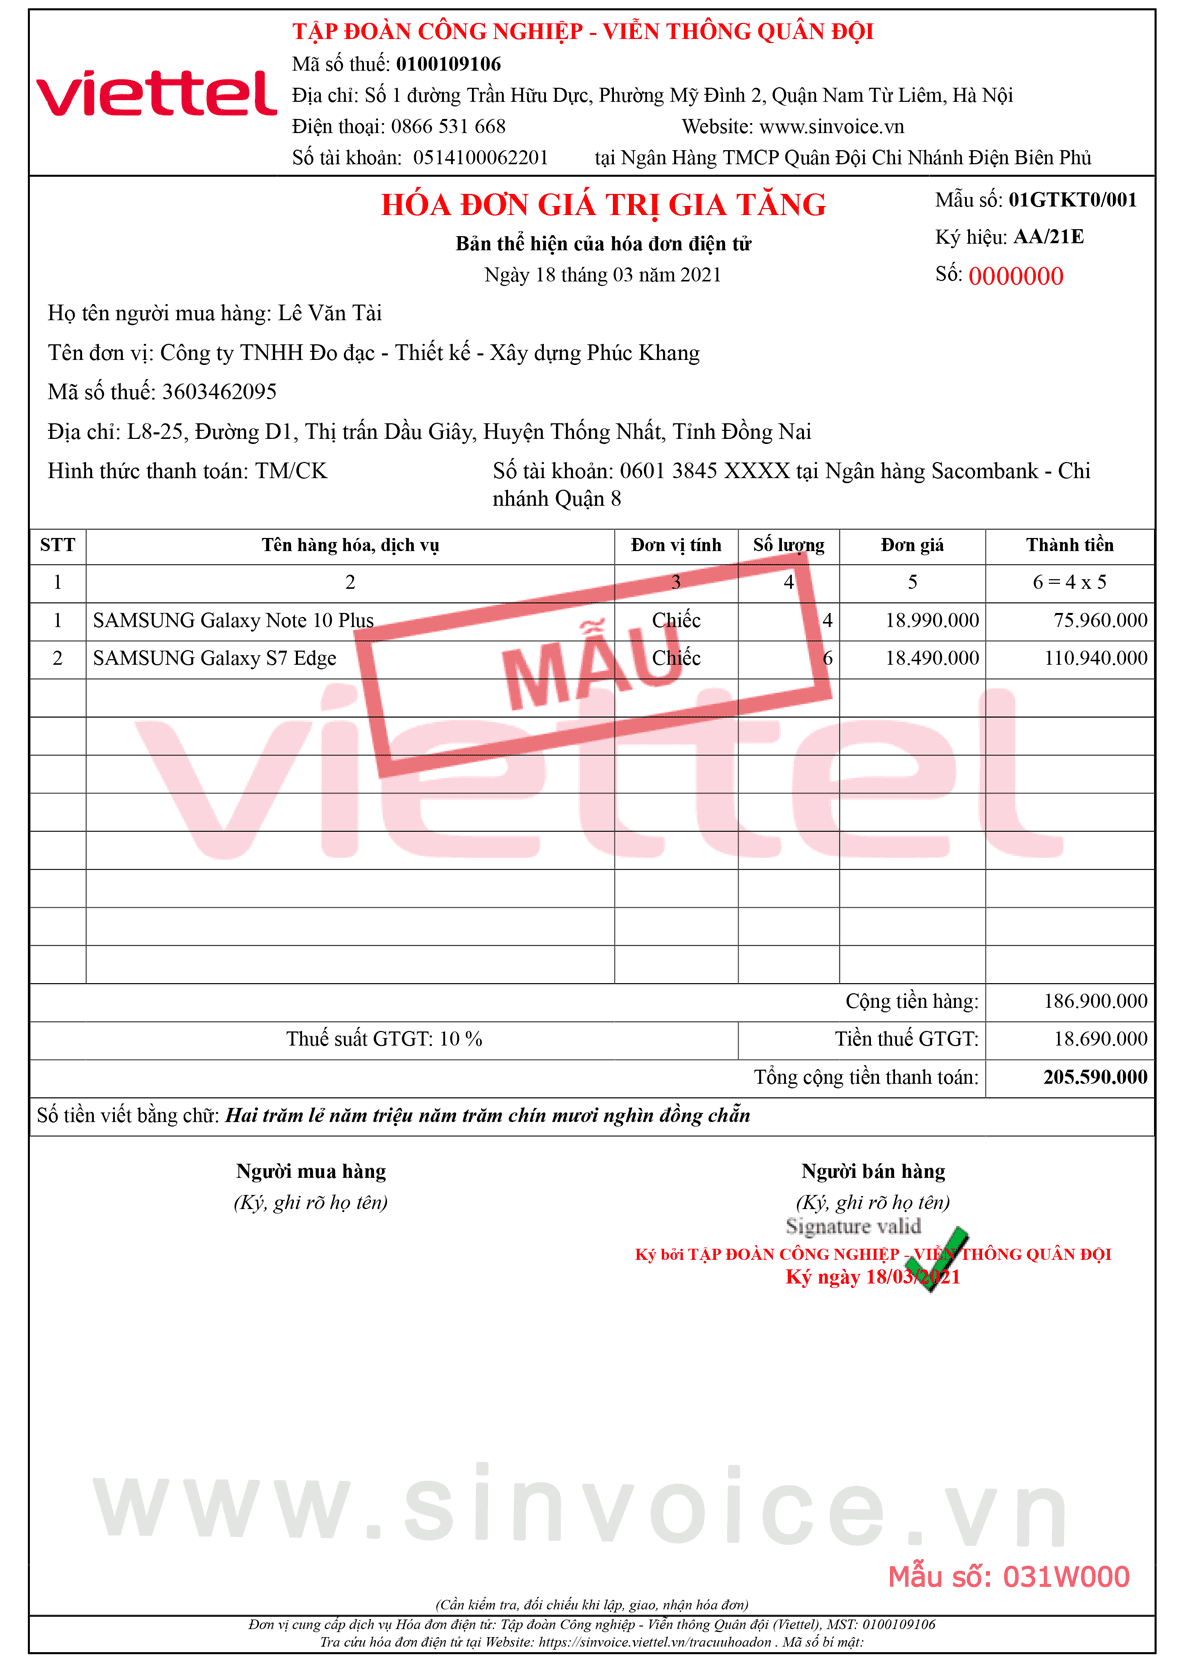 TẬP ĐOÀN CÔNG NGHIỆP - VIỄN THÔNG QUÂN ĐỘI
viettel
Mã số thuế: 0100109106
Địa chỉ: Số 1 đường Trần Hữu Dực, Phường Mỹ Đình 2, Quận Nam Từ Liêm, Hà Nội
Điện thoại: 0866 531 668 Website: www.sinvoice.vn
Số tài khoản: 0514100062201 tại Ngân Hàng TMCP Quân Đội Chi Nhánh Điện Biên Phủ
HÓA ĐƠN GIÁ TRỊ GIA TĂNG
Bản thể hiện của hóa đơn điện tử
Ngày 18 tháng 03 năm 2021
Mẫu số: 01GTKT0/001
Ký hiệu: AA/21E
Số: 0000000
Họ tên người mua hàng: Lê Văn Tài
Tên đơn vị: Công ty TNHH Đo đạc - Thiết kế - Xây dựng Phúc Khang
Mã số thuế: 3603462095
Địa chỉ: L8-25, Đường D1, Thị trấn Dầu Giây, Huyện Thống Nhất, Tỉnh Đồng Nai
Hình thức thanh toán: TM/CK Số tài khoản: 0601 3845 XXXX tại Ngân hàng Sacombank - Chi
nhánh Quận 8
STT Tên hàng hóa, dịch vụ Đơn vị tính Số lượng Đơn giá Thành tiền
1 2 3 4 5 6 = 4 x 5
1 SAMSUNG Galaxy Note 10 Plus Chiếc 4 18.990.000 75.960.000
2 SAMSUNG Galaxy S7 Edge Chiếc 6 18.490.000 110.940.000
MẪU
viettel
Cộng tiền hàng: 186.900.000
Thuế suất GTGT: 10 % Tiền thuế GTGT: 18.690.000
Tổng cộng tiền thanh toán: 205.590.000
Số tiền viết bằng chữ: Hai trăm lẻ năm triệu năm trăm chín mươi nghìn đồng chẵn
Người mua hàng Người bán hàng
(Ký, ghi rõ họ tên) (Ký, ghi rõ họ tên)
Signature valid
Ký bởi TẬP ĐOÀN CÔNG NGHIỆP - VIỄN THÔNG QUÂN ĐỘI
Ký ngày 18/03/2021
www.sinvoice.vn
Mẫu số: 031W000
(Cần kiểm tra, đối chiếu khi lập, giao, nhận hóa đơn)
Đơn vị cung cấp dịch vụ Hóa đơn điện tử: Tập đoàn Công nghiệp - Viễn thông Quân đội (Viettel), MST: 0100109106
Tra cứu hóa đơn điện tử tại Website: https://sinvoice.viettel.vn/tracuuhoadon . Mã số bí mật: